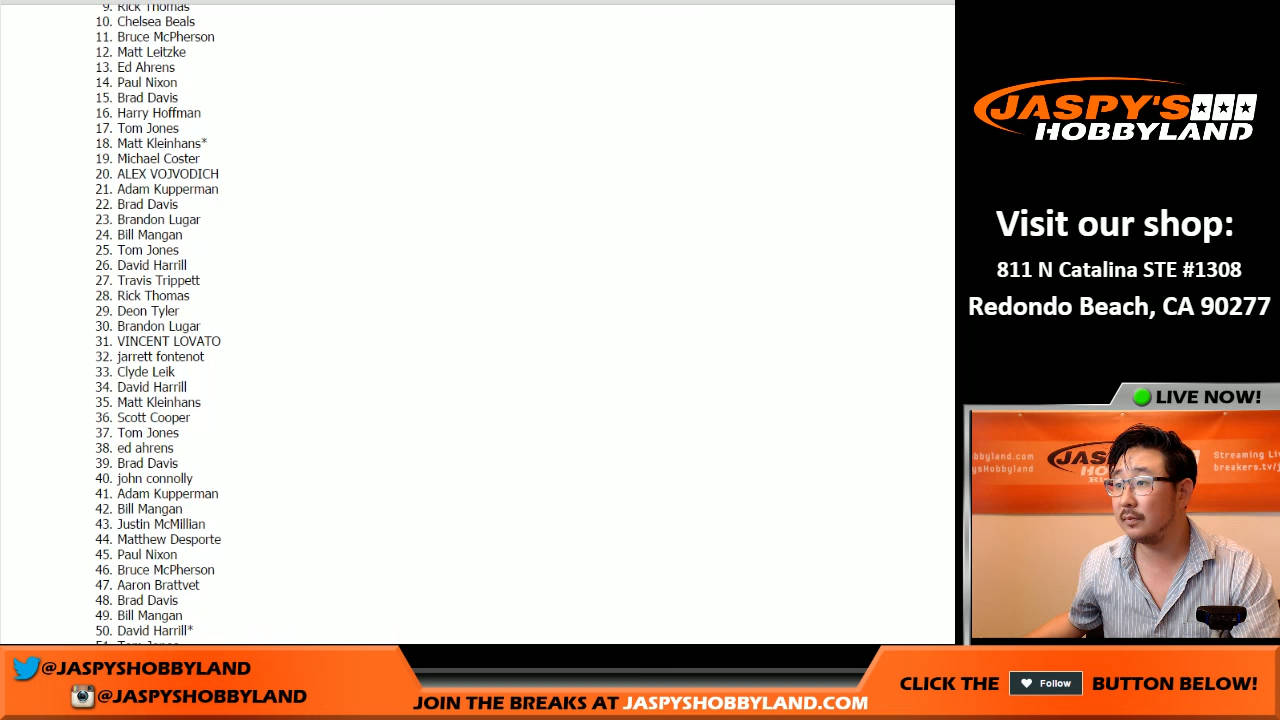 9. Rick Thomas
10. Chelsea Beals
11. Bruce McPherson
12. Matt Leitzke
13. Ed Ahrens
14. Paul Nixon
15. Brad Davis
16. Harry Hoffman
17. Tom Jones
18. Matt Kleinhans*
19. Michael Coster
20. ALEX VOJVODICH
21. Adam Kupperman
22. Brad Davis
23. Brandon Lugar
24. Bill Mangan
25. Tom Jones
26. David Harrill
27. Travis Trippett
28. Rick Thomas
29. Deon Tyler
30. Brandon Lugar
31. VINCENT LOVATO
32. jarrett fontenot
33. Clyde Leik
34. David Harrill
35. Matt Kleinhans
36. Scott Cooper
37. Tom Jones
38. ed ahrens
39. Brad Davis
40. john connolly
41. Adam Kupperman
42. Bill Mangan
43. Justin McMillian
44. Matthew Desporte
45. Paul Nixon
46. Bruce McPherson
47. Aaron Brattvet
48. Brad Davis
49. Bill Mangan
50. David Harrill*
JASPY'S
HOBBYLAND
Visit our shop:
811 N Catalina STE #1308
Redondo Beach, CA 90277
LIVE NOW!
Streaming Li
breakers.tv/j
@JASPYSHOBBYLAND
@JASPYSHOBBYLAND
JOIN THE BREAKS AT JASPYSHOBBYLAND.COM
CLICK THE Follow BUTTON BELOW!